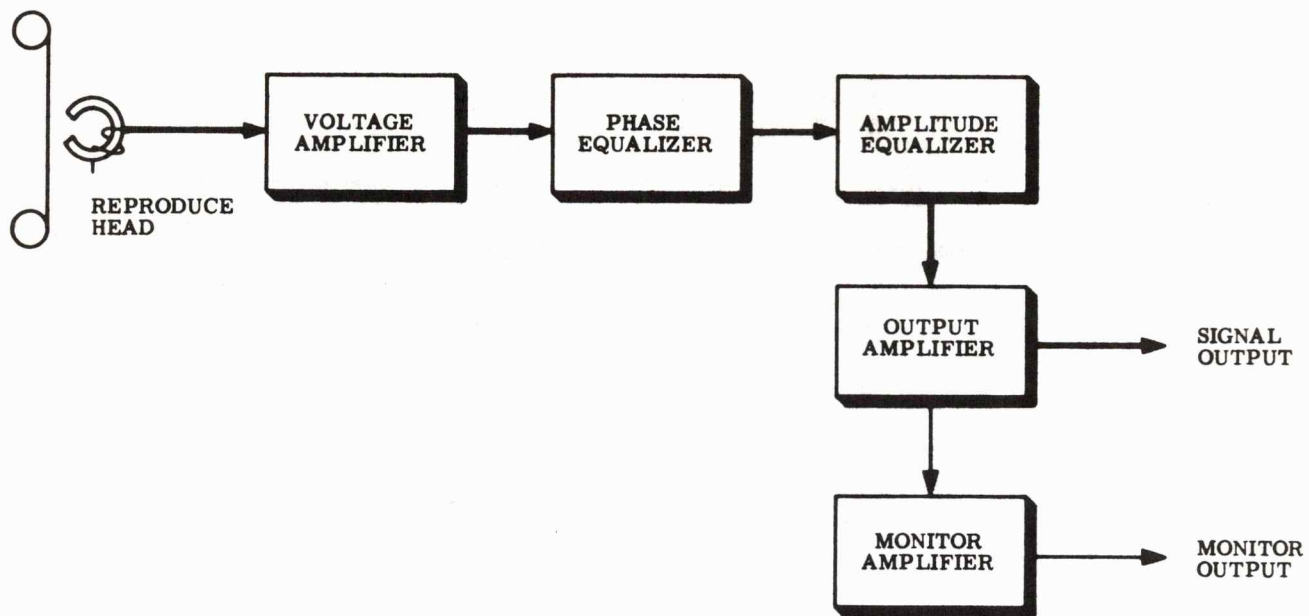 REPRODUCE
HEAD
VOLTAGE
AMPLIFIER
PHASE
EQUALIZER
AMPLITUDE
EQUALIZER
OUTPUT
AMPLIFIER
SIGNAL
OUTPUT
MONITOR
AMPLIFIER
MONITOR
OUTPUT